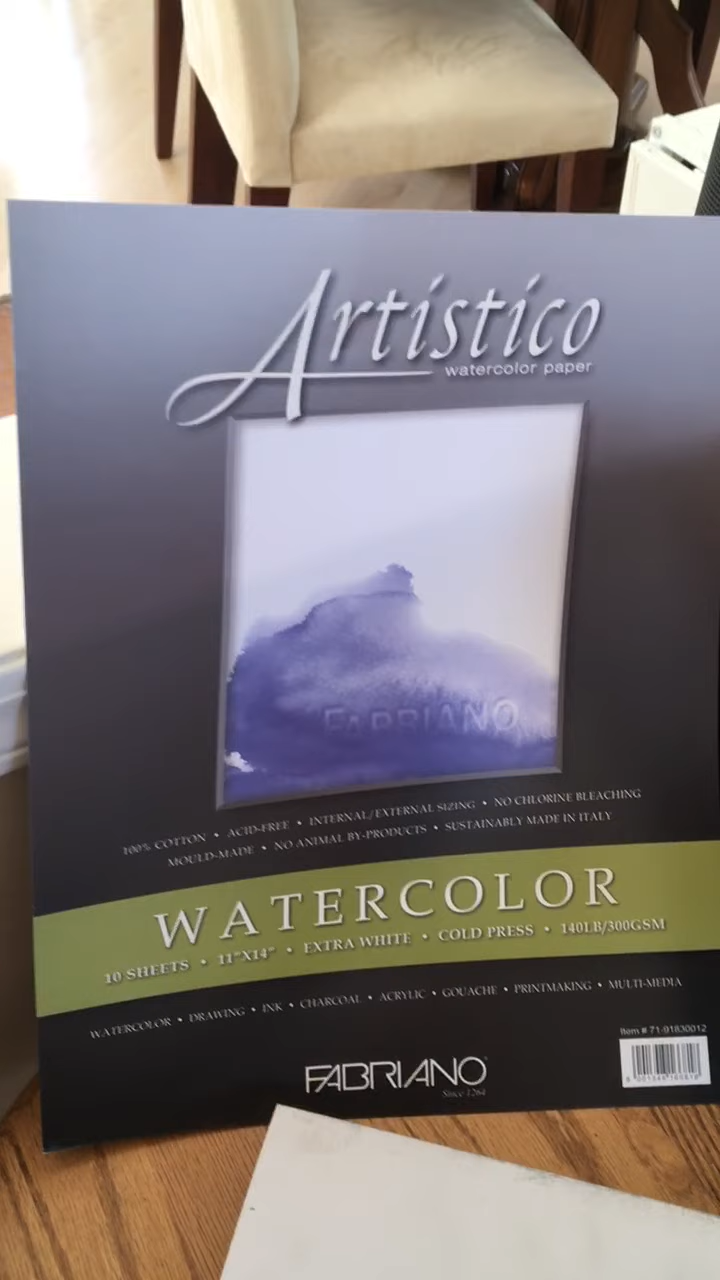 Artistico
watercolor paper
FABRIANO
100% COTTON • ACID-FREE • INTERNAL/EXTERNAL SIZING • NO CHLORINE BLEACHING
MOULD-MADE • NO ANIMAL BY-PRODUCTS • SUSTAINABLY MADE IN ITALY
WATERCOLOR
10 SHEETS • 11"X14" • EXTRA WHITE • COLD PRESS • 140LB/300GSM
WATERCOLOR • DRAWING • INK • CHARCOAL • ACRYLIC • GOUACHE • PRINTMAKING • MULTI-MEDIA
Item # 71-91830012
FABRIANO
Since 1264